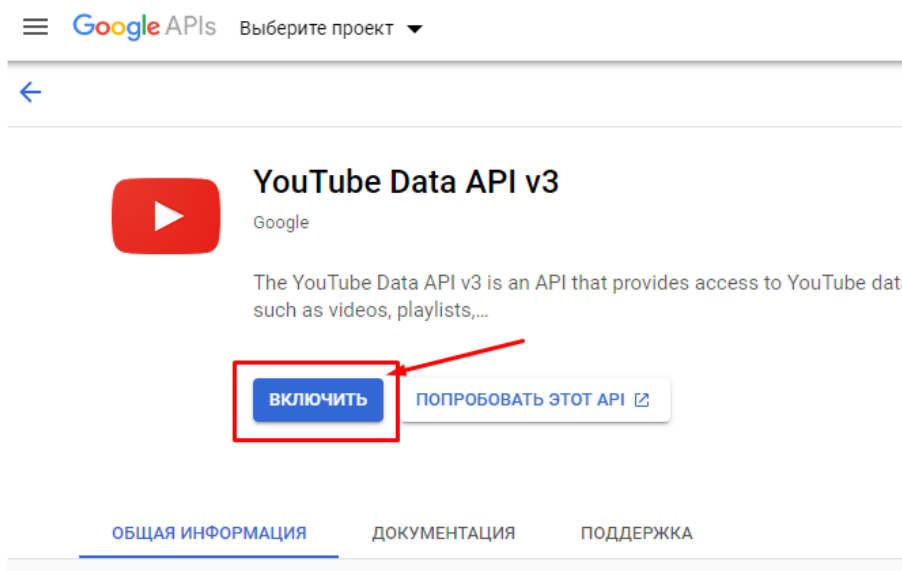 Google APIs Выберите проект
YouTube Data API v3
Google
The YouTube Data API v3 is an API that provides access to YouTube dat
such as videos, playlists,...
ВКЛЮЧИТЬ ПОПРОБОВАТЬ ЭТОТ API
ОБЩАЯ ИНФОРМАЦИЯ ДОКУМЕНТАЦИЯ ПОДДЕРЖКА